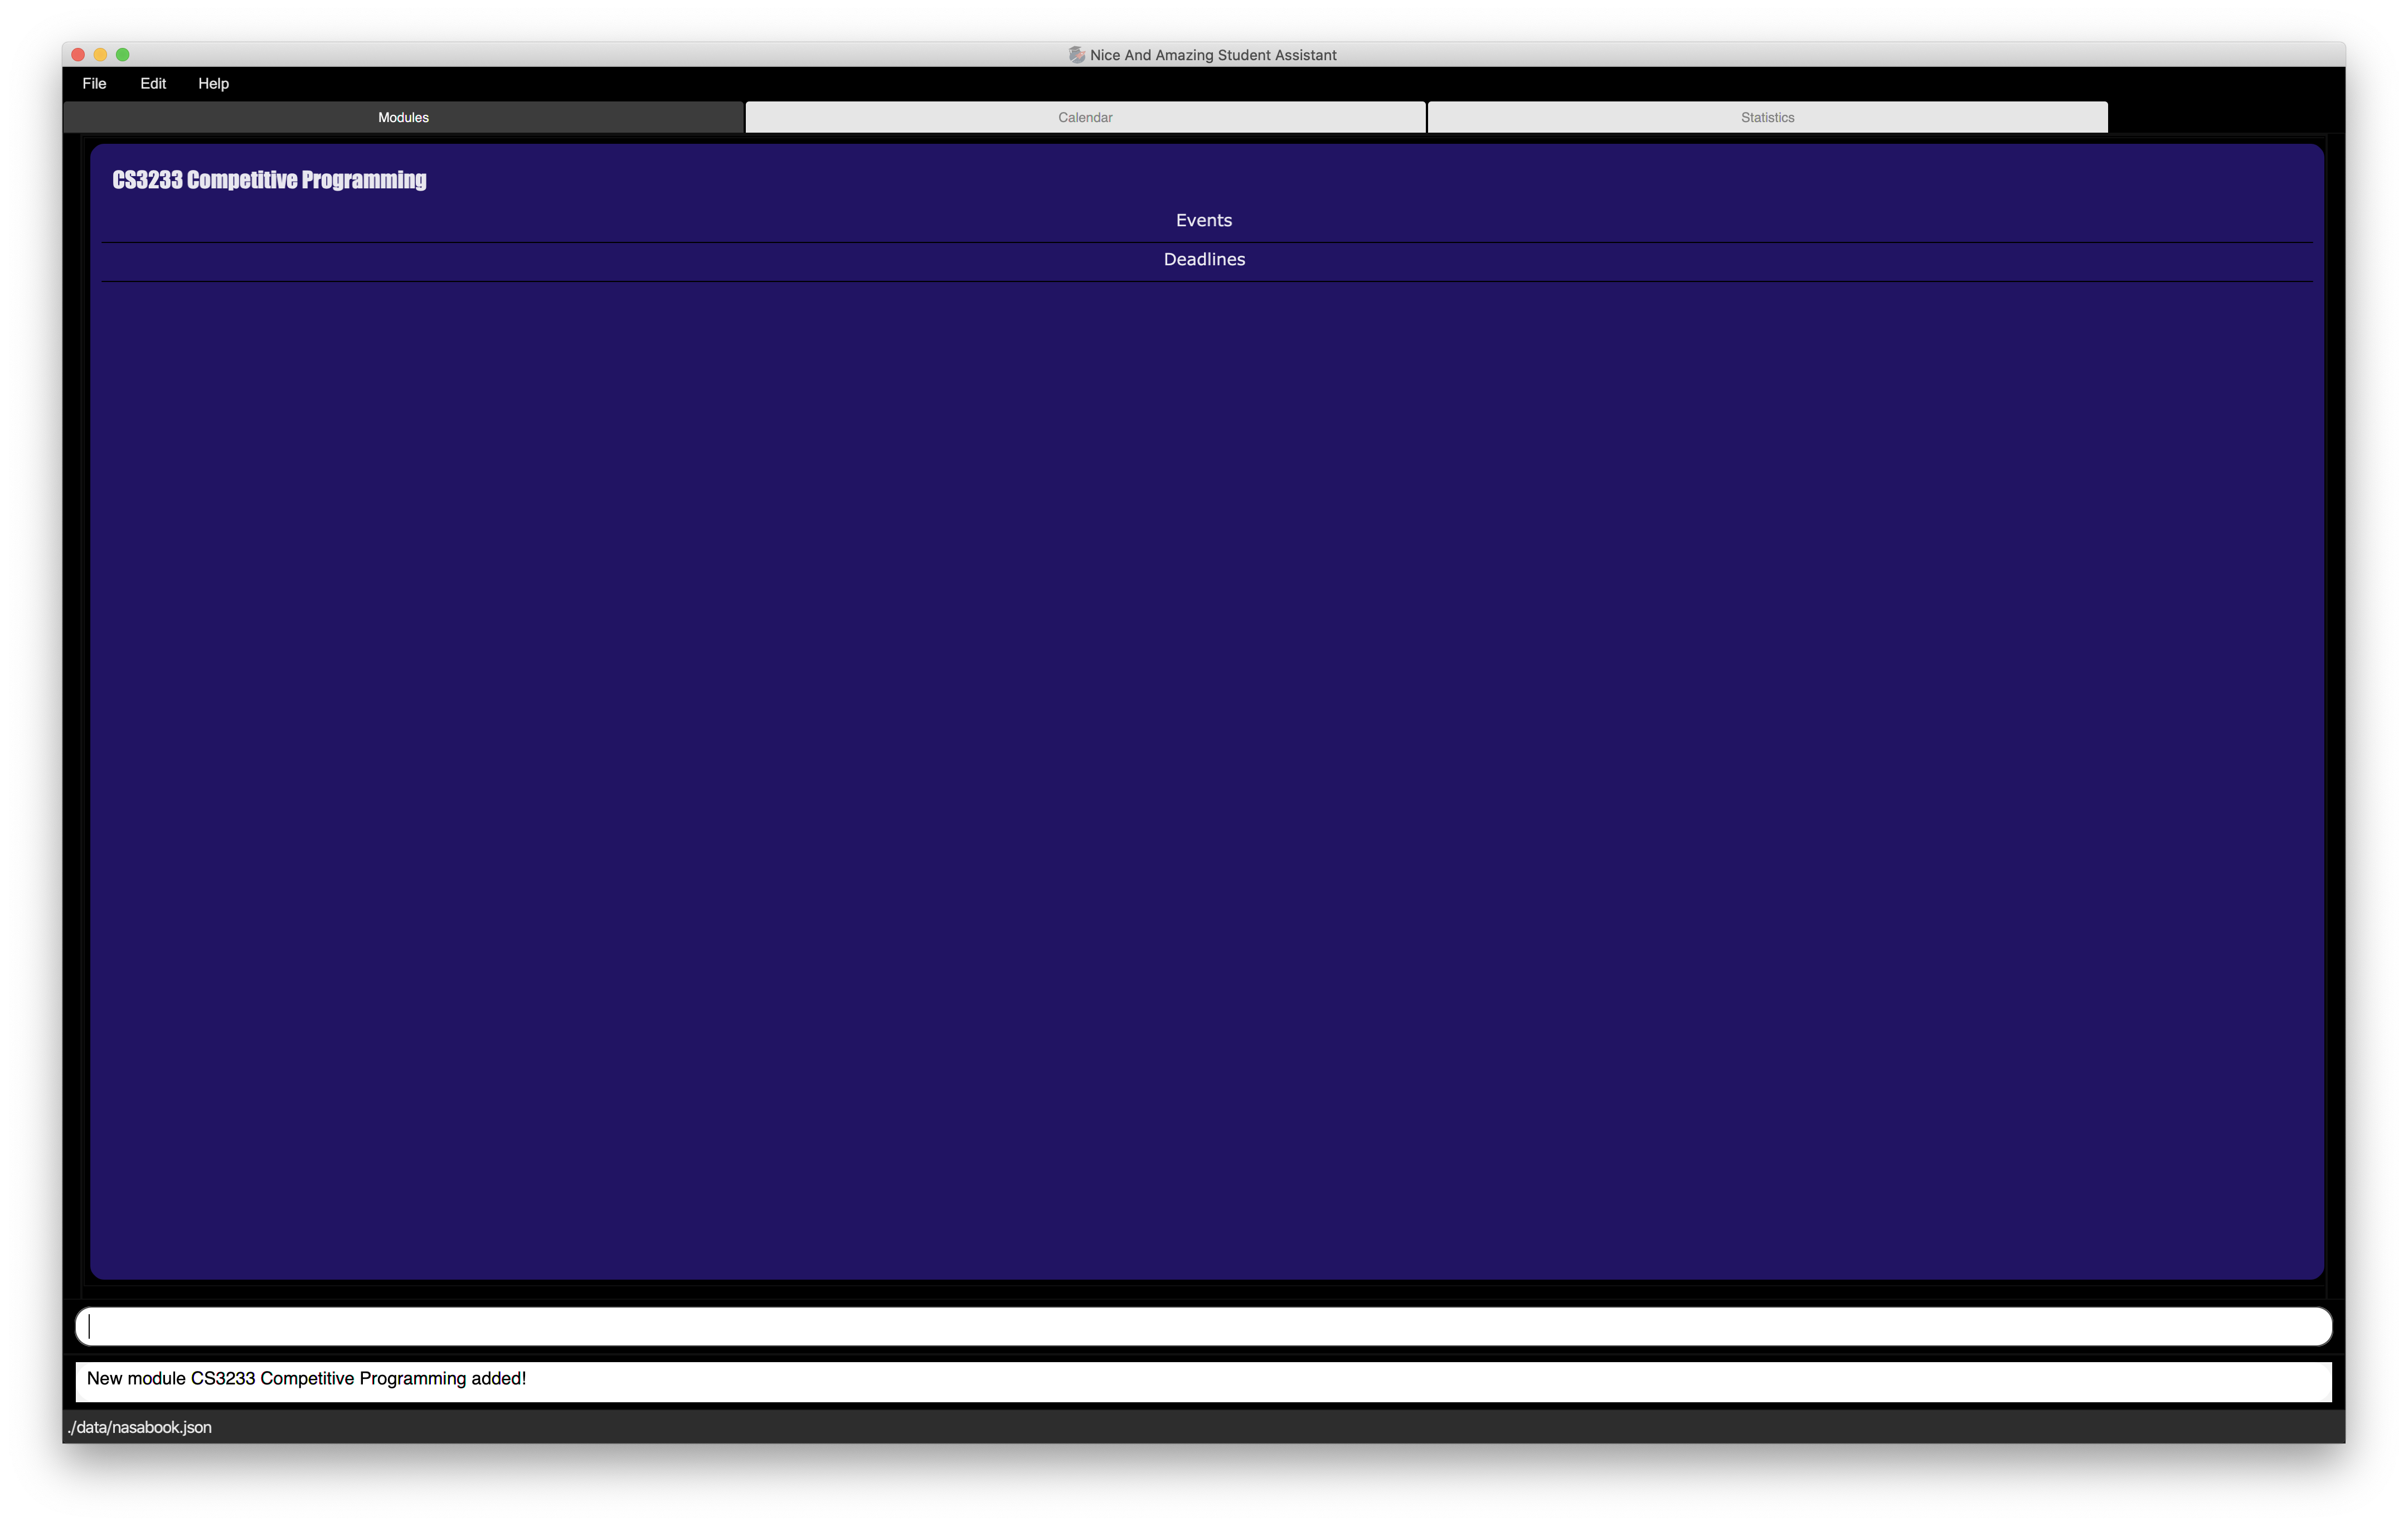 Nice And Amazing Student Assistant
File Edit Help
Modules Calendar Statistics
CS3233 Competitive Programming
Events
Deadlines
New module CS3233 Competitive Programming added!
./data/nasabook.json